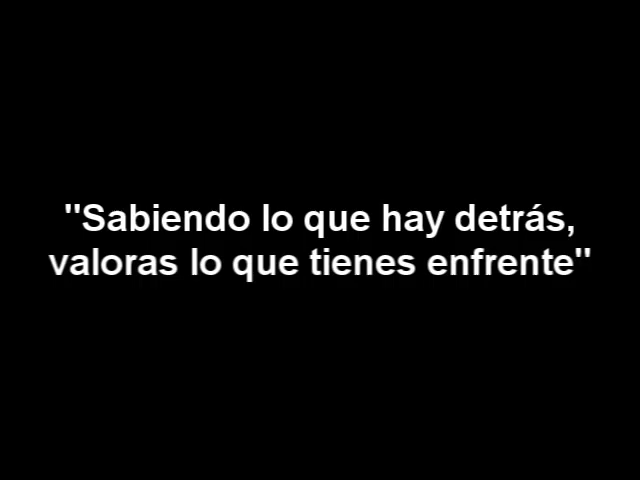 "Sabiendo lo que hay detrás,
valoras lo que tienes enfrente"